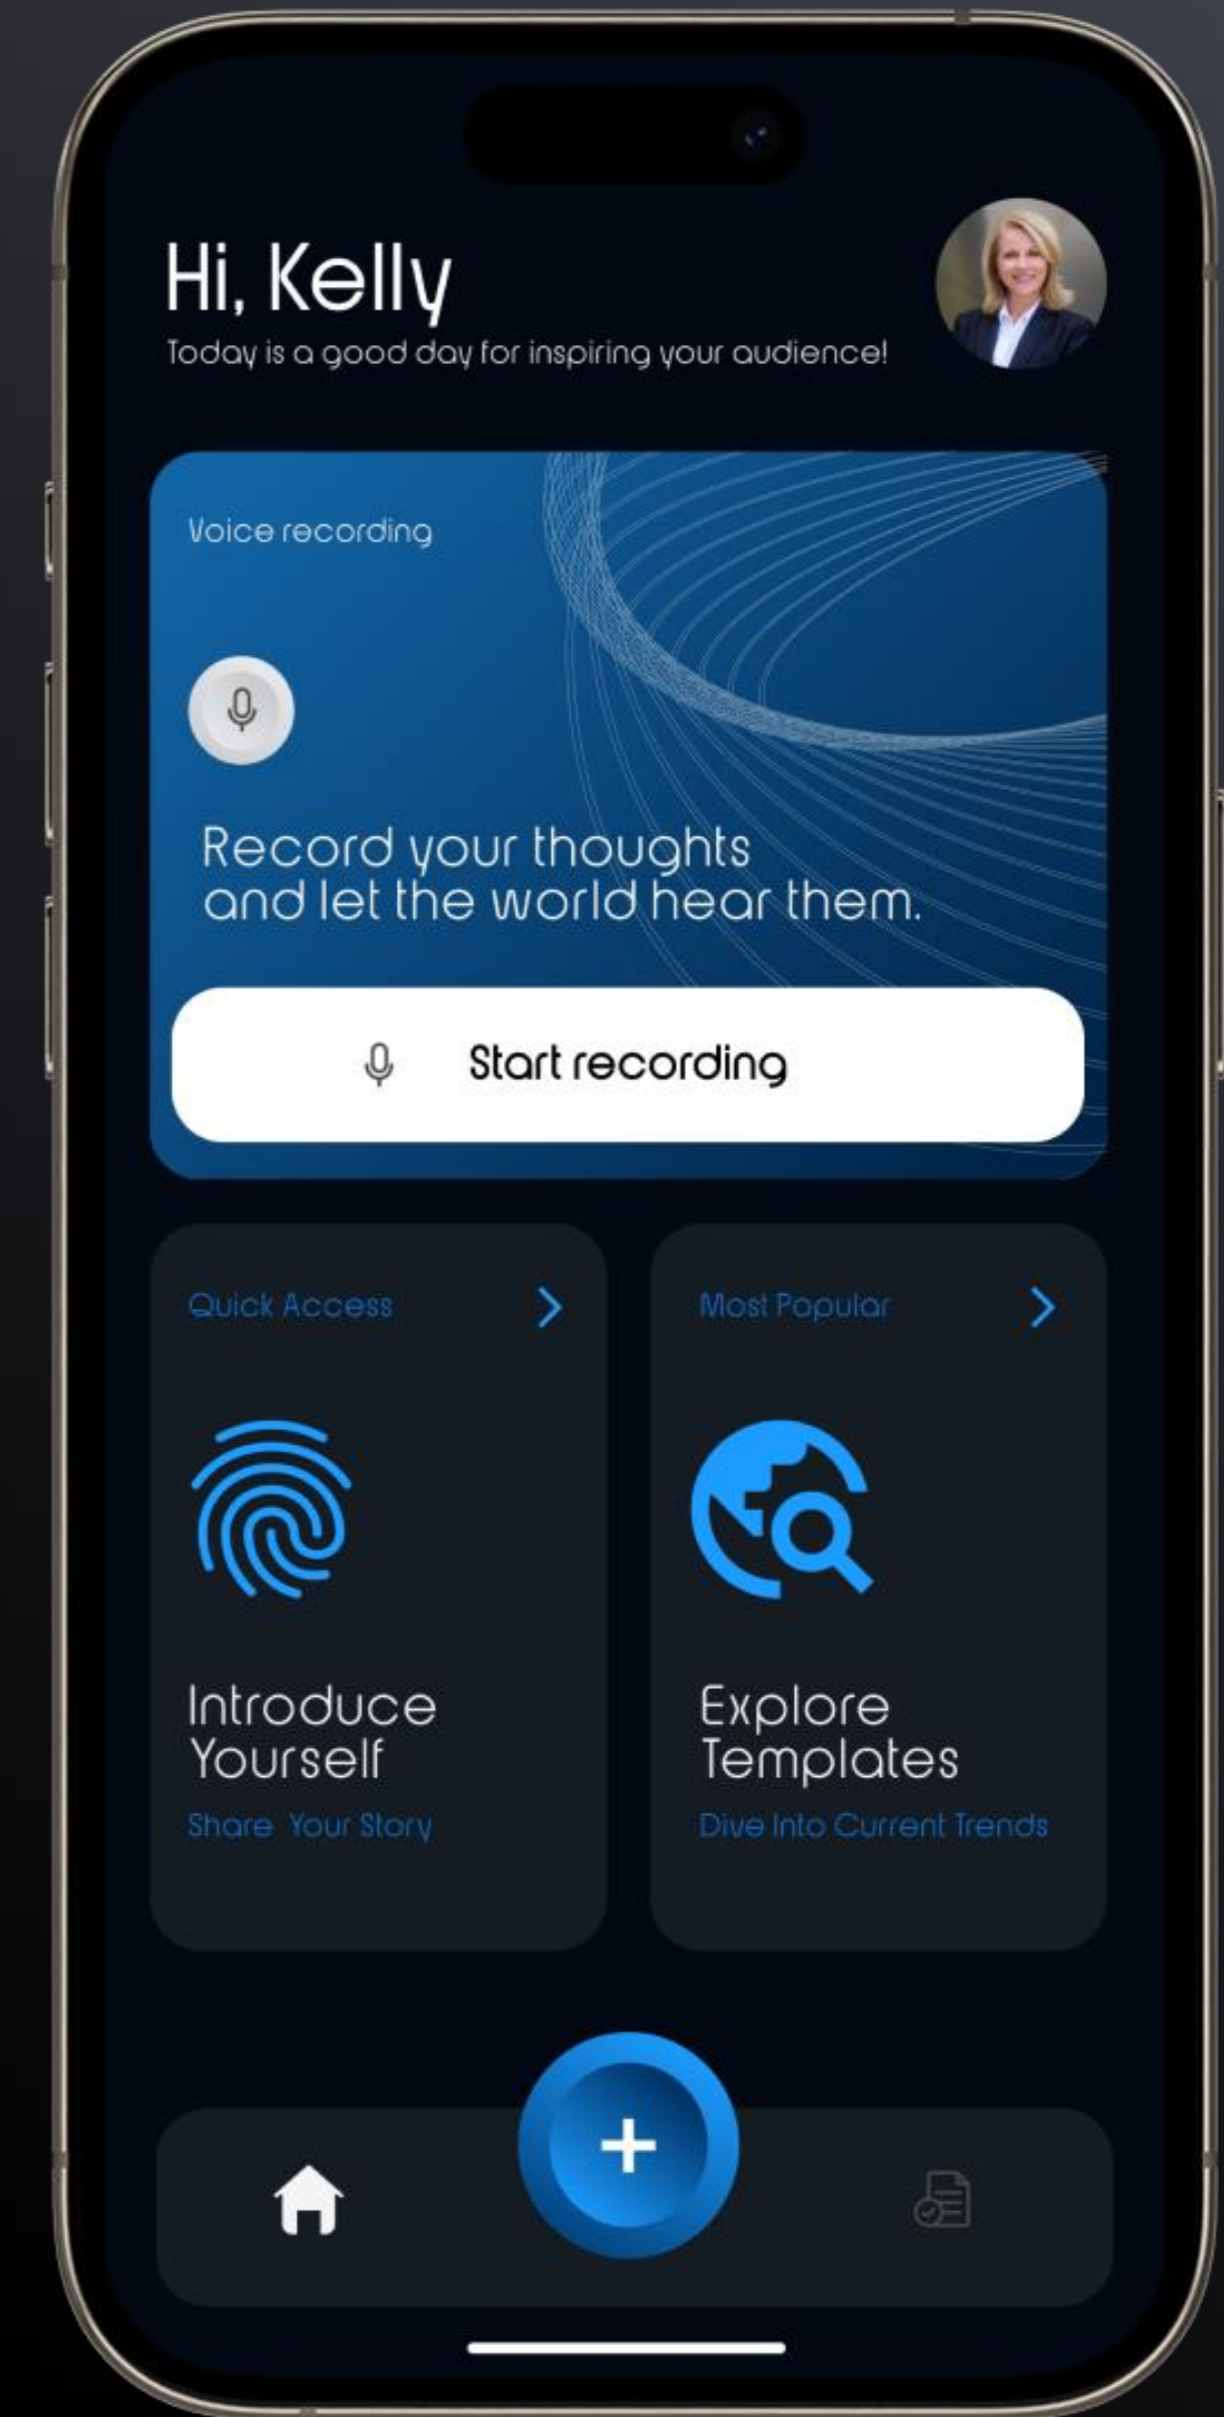 Hi, Kelly
Today is a good day for inspiring your audience!
Voice recording
Record your thoughts
and let the world hear them.
Start recording
Quick Access
Introduce
Yourself
Share Your Story
Most Popular
Explore
Templates
Dive Into Current Trends